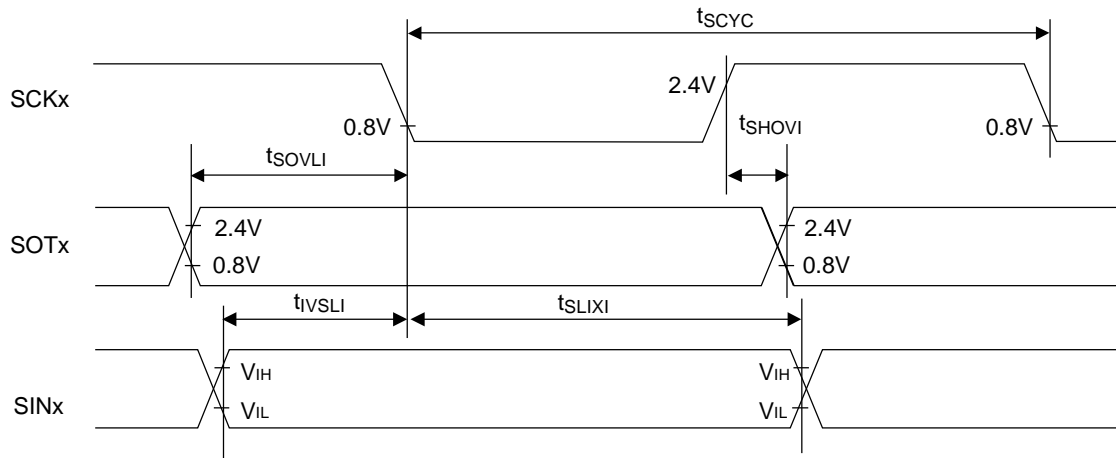 tSCYC
SCKx
2.4V
tSHOVI
0.8V
0.8V
tSOVLI
SOTx
2.4V
2.4V
0.8V
0.8V
tIVSLI
tSLIXI
SINx
VIH
VIH
VIL
VIL